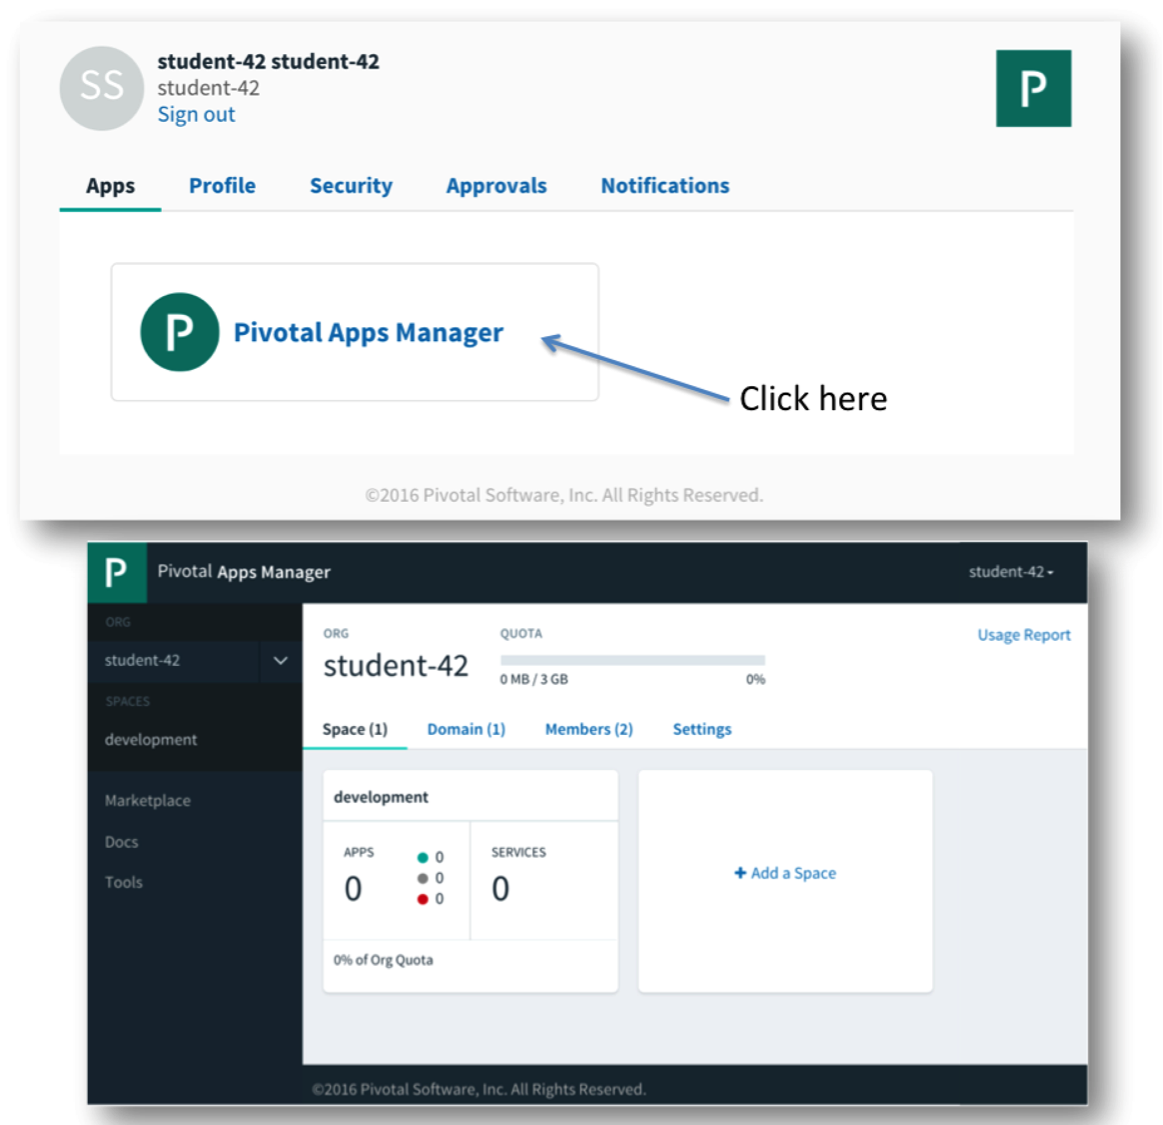 SS
student-42 student-42
student-42
Sign out
P
Apps Profile Security Approvals Notifications
P Pivotal Apps Manager
Click here
©2016 Pivotal Software, Inc. All Rights Reserved.
P Pivotal Apps Manager student-42
ORG
student-42
SPACES
development
Marketplace
Docs
Tools
ORG QUOTA Usage Report
student-42
0 MB / 3 GB 0%
Space (1) Domain (1) Members (2) Settings
development
APPS 0 SERVICES
0 0 0
0
0% of Org Quota
+ Add a Space
©2016 Pivotal Software, Inc. All Rights Reserved.